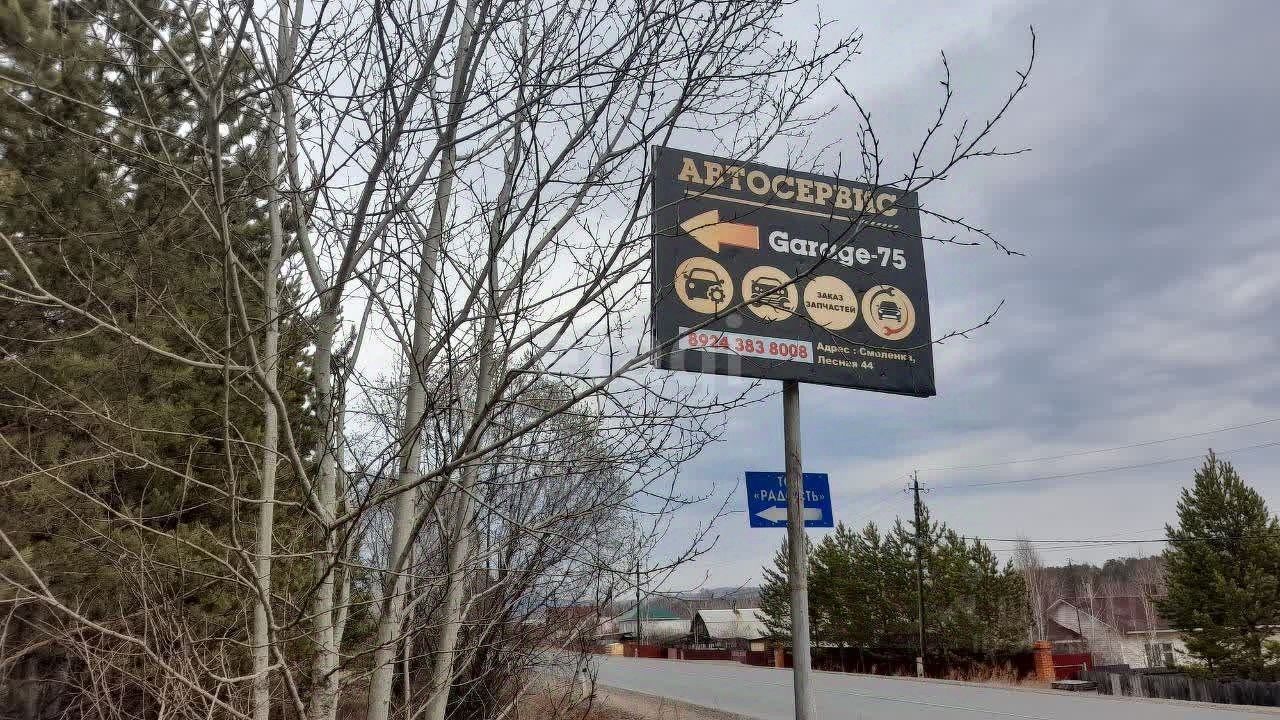 АВТОСЕРВИС
Garage-75
ЗАКАЗ
ЗАПЧАСТЕЙ
8924 383 8008
Адрес : Смоленка,
Лесная 44
«РАДОСТЬ»